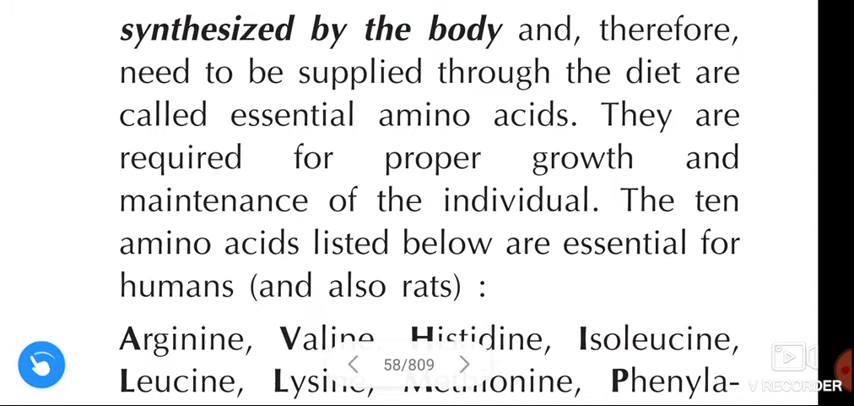 synthesized by the body and, therefore,
need to be supplied through the diet are
called essential amino acids. They are
required for proper growth and
maintenance of the individual. The ten
amino acids listed below are essential for
humans (and also rats) :
Arginine, Valine, Histidine, Isoleucine,
58/809
Leucine, Lysine, Methionine, Phenyla-
V RECORDER